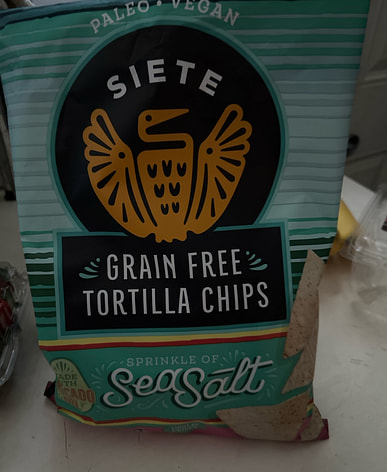 PALEO • VEGAN
SIETE
GRAIN FREE
TORTILLA CHIPS
SPRINKLE OF
Sea Salt